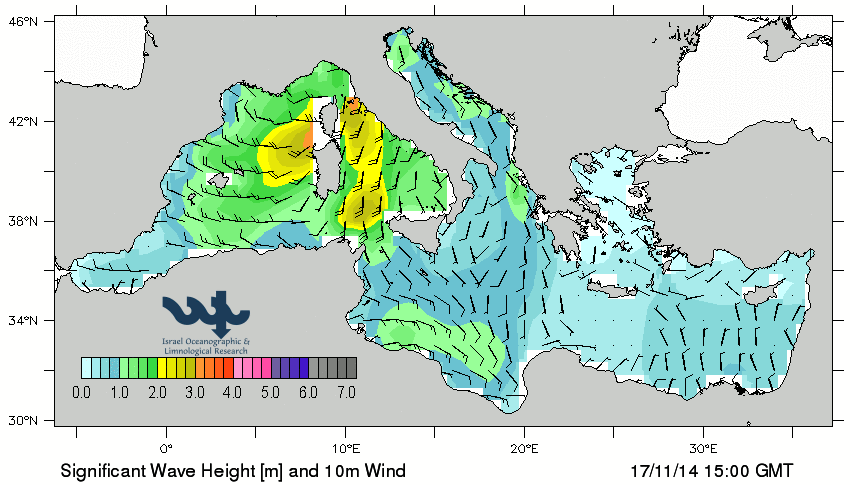 46°N
42°N
38°N
34°N
30°N
Israel Oceanographic &
Limnological Research
0.0 1.0 2.0 3.0 4.0 5.0 6.0 7.0
0° 10°E 20°E 30°E
Significant Wave Height [m] and 10m Wind 17/11/14 15:00 GMT